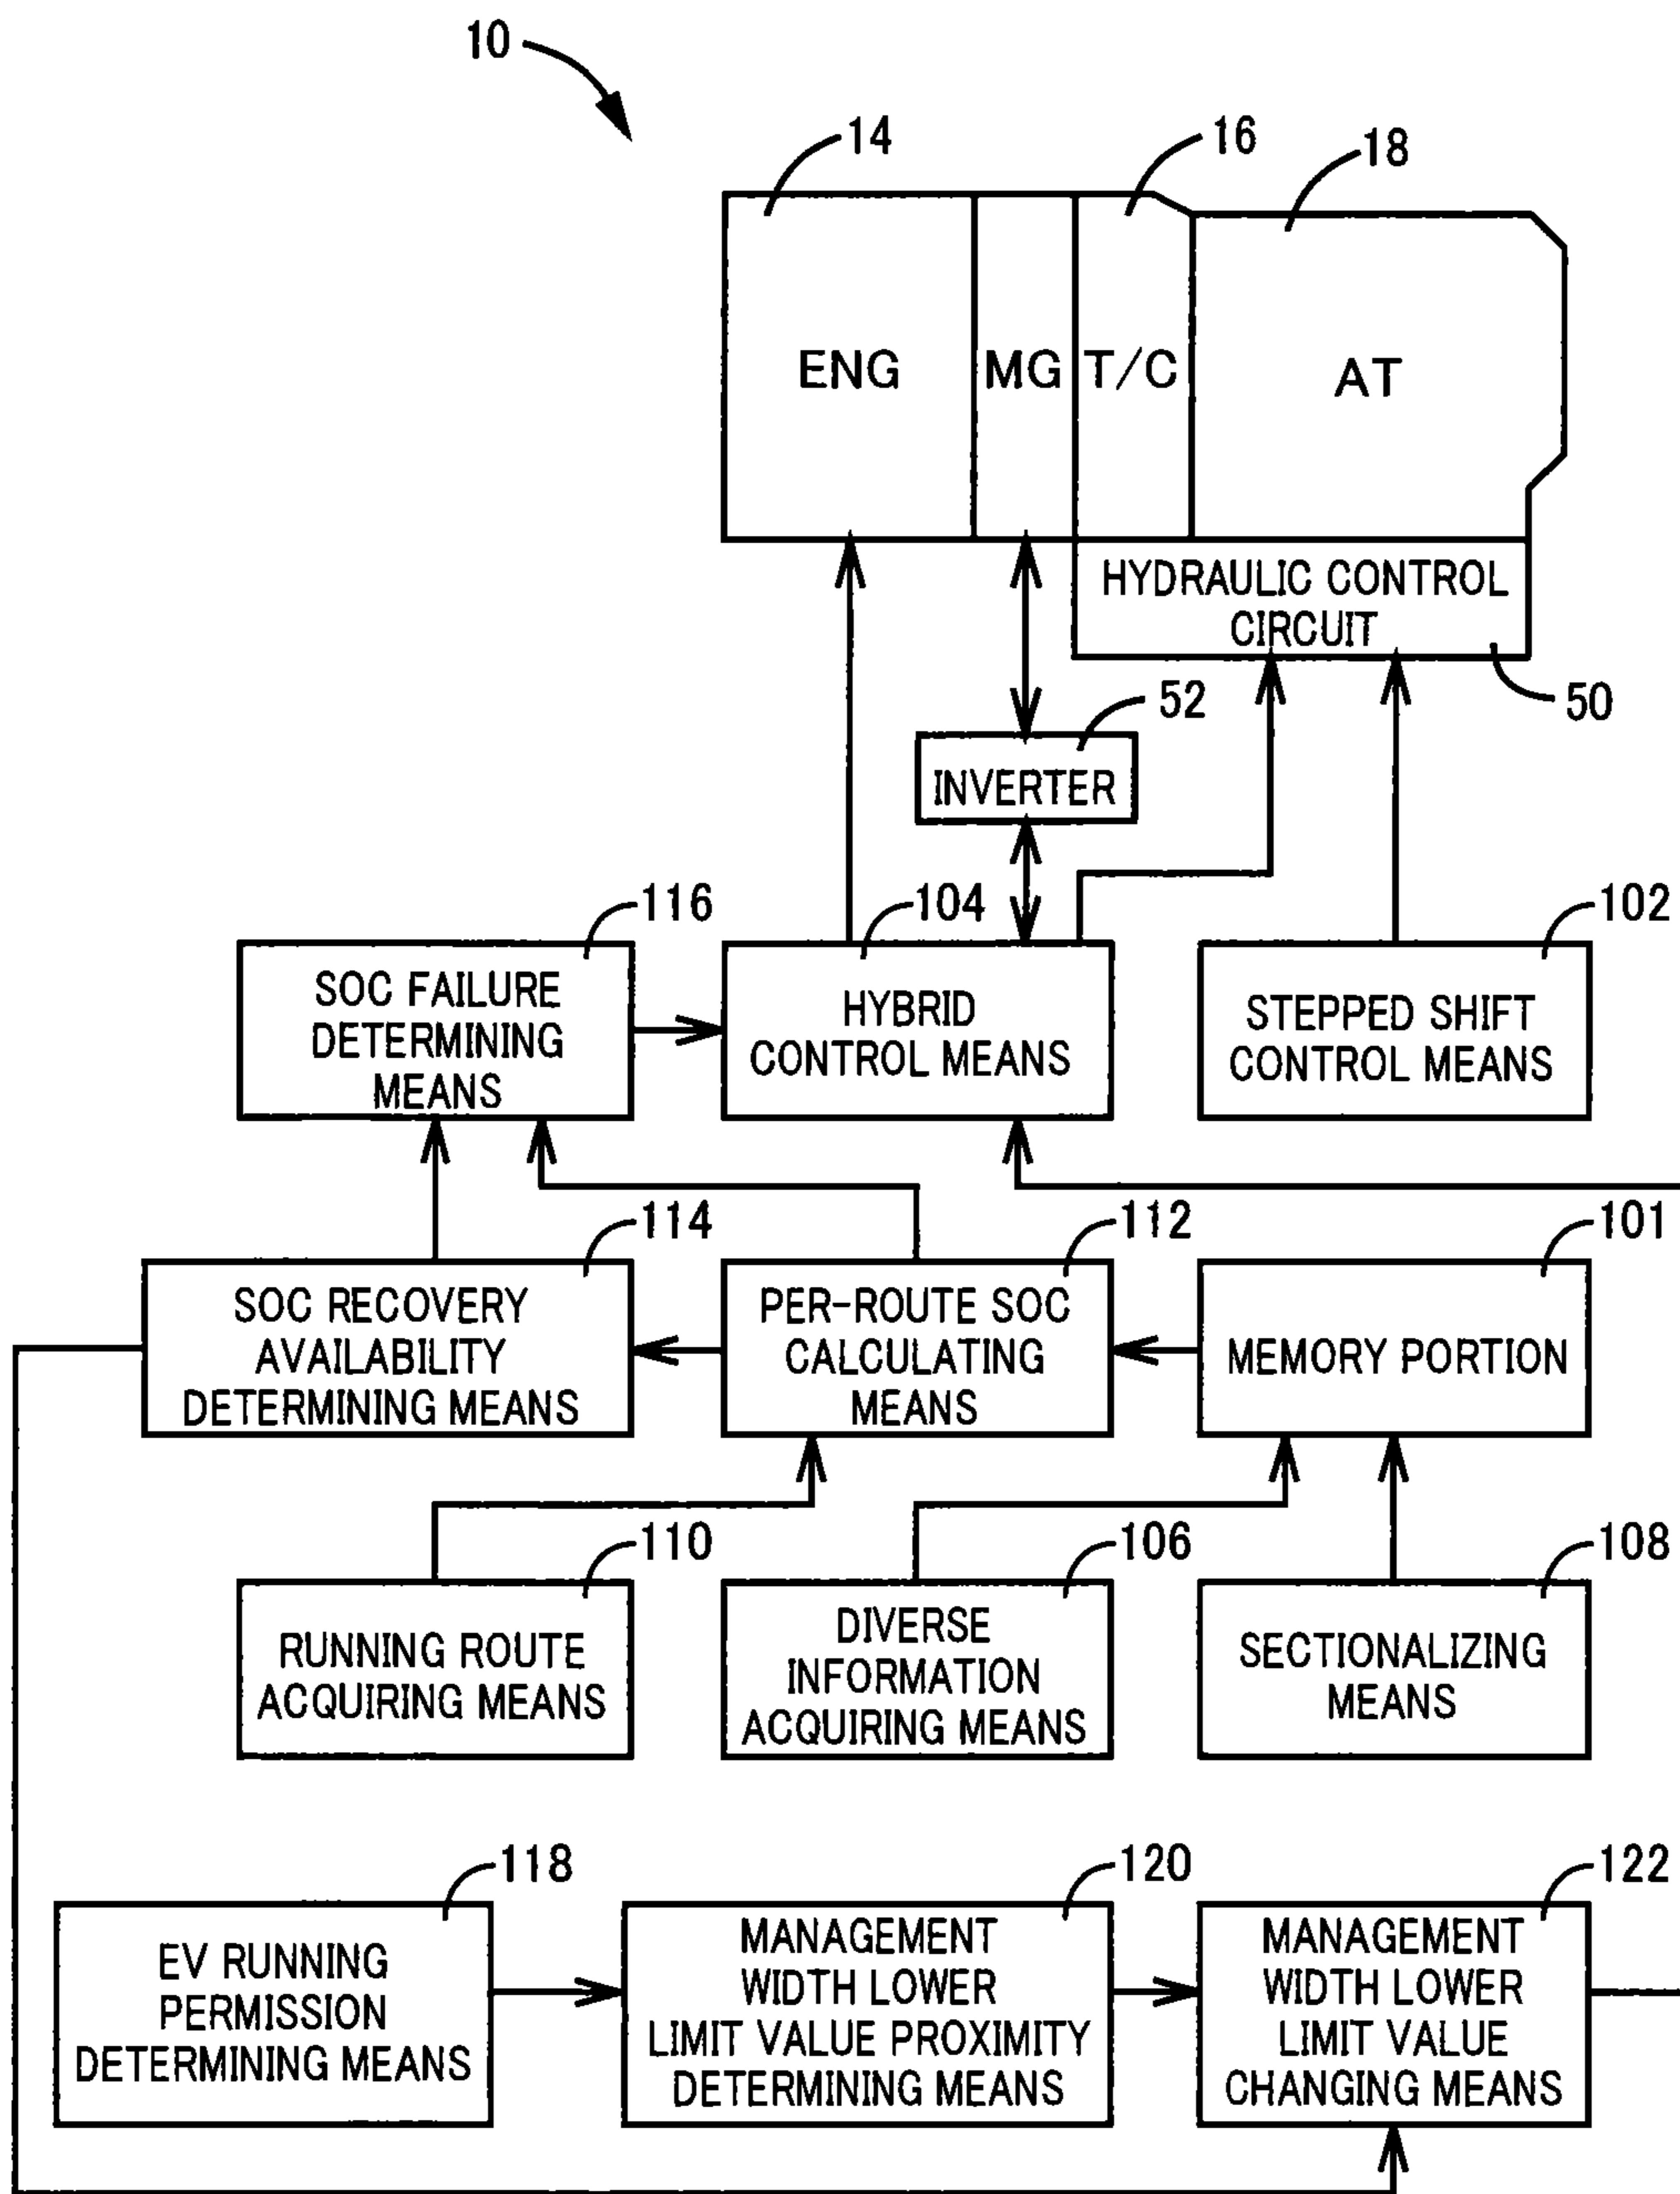 10
14
16
18
ENG
MG
T/C
AT
HYDRAULIC CONTROL
CIRCUIT
50
52
INVERTER
116
104
102
SOC FAILURE
DETERMINING
MEANS
HYBRID
CONTROL MEANS
STEPPED SHIFT
CONTROL MEANS
114
112
101
SOC RECOVERY
AVAILABILITY
DETERMINING MEANS
PER-ROUTE SOC
CALCULATING
MEANS
MEMORY PORTION
110
106
108
RUNNING ROUTE
ACQUIRING MEANS
DIVERSE
INFORMATION
ACQUIRING MEANS
SECTIONALIZING
MEANS
118
120
122
EV RUNNING
PERMISSION
DETERMINING MEANS
MANAGEMENT
WIDTH LOWER
LIMIT VALUE PROXIMITY
DETERMINING MEANS
MANAGEMENT
WIDTH LOWER
LIMIT VALUE
CHANGING MEANS